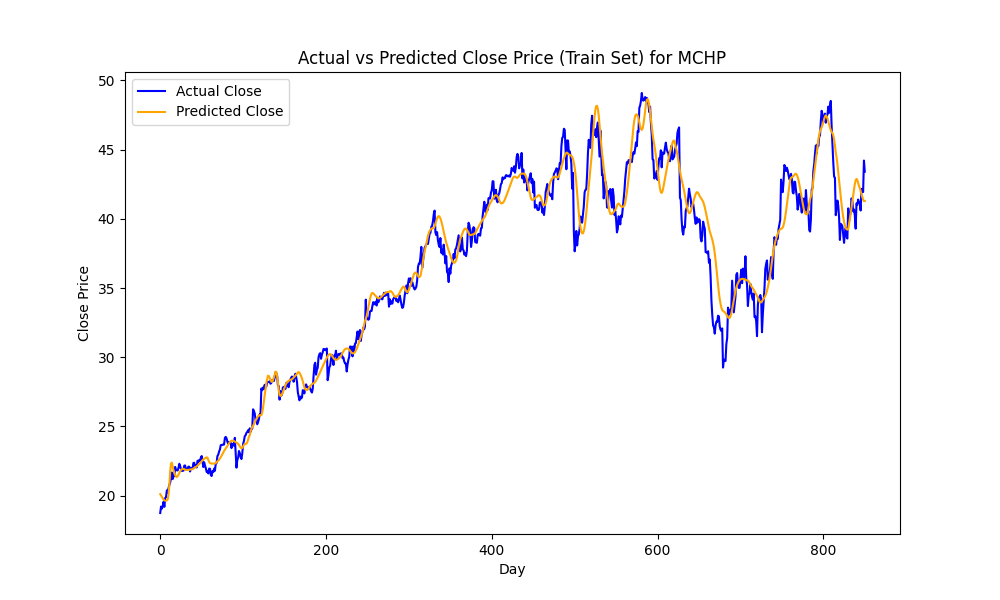 Actual vs Predicted Close Price (Train Set) for MCHP
Actual Close
Predicted Close
50
45
40
35
30
25
20
Close Price
0 200 400 600 800
Day